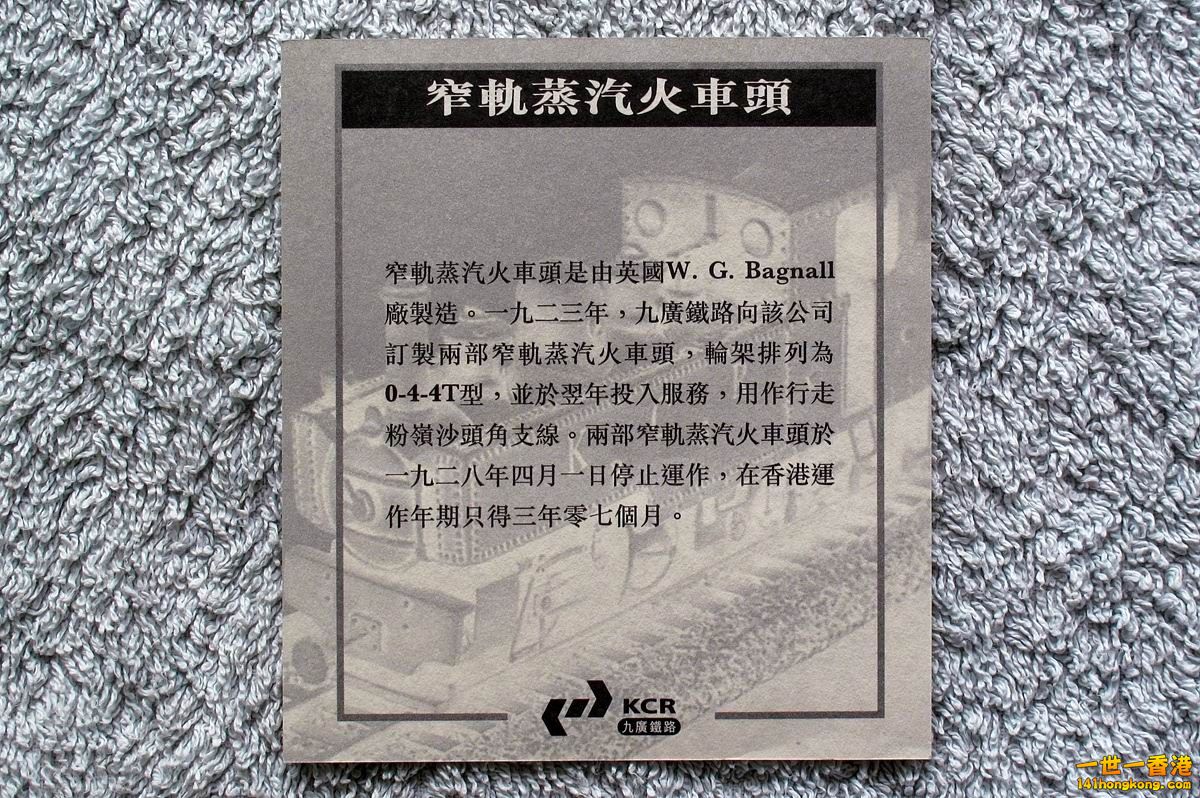 窄軌蒸汽火車頭
窄軌蒸汽火車頭是由英國W. G. Bagnall
廠製造。一九二三年，九廣鐵路向該公司
訂製兩部窄軌蒸汽火車頭，輪架排列為
0-4-4T型，並於翌年投入服務，用作行走
粉嶺沙頭角支線。兩部窄軌蒸汽火車頭於
一九二八年四月一日停止運作，在香港運
作年期只得三年零七個月。
KCR
九廣鐵路
一世一香港
141hongkong.com